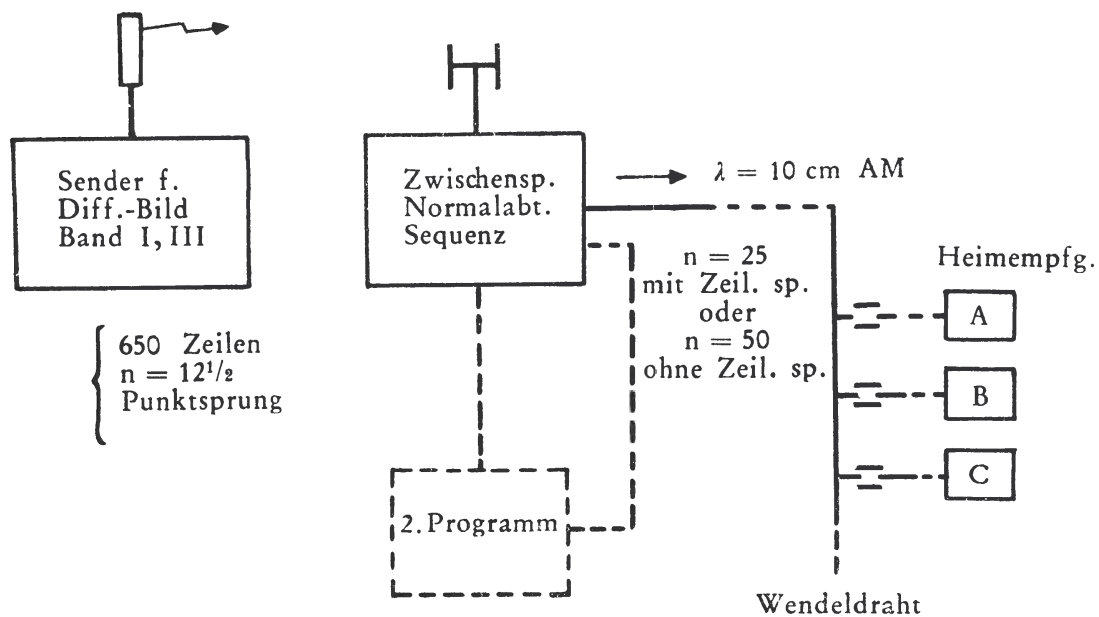 Sender f.
Diff.-Bild
Band I, III
650 Zeilen
n = 12¹/₂
Punktsprung
Zwischensp.
Normalabt.
Sequenz
λ = 10 cm AM
n = 25
mit Zeil. sp.
oder
n = 50
ohne Zeil. sp.
2. Programm
Heimempfg.
A
B
C
Wendeldraht